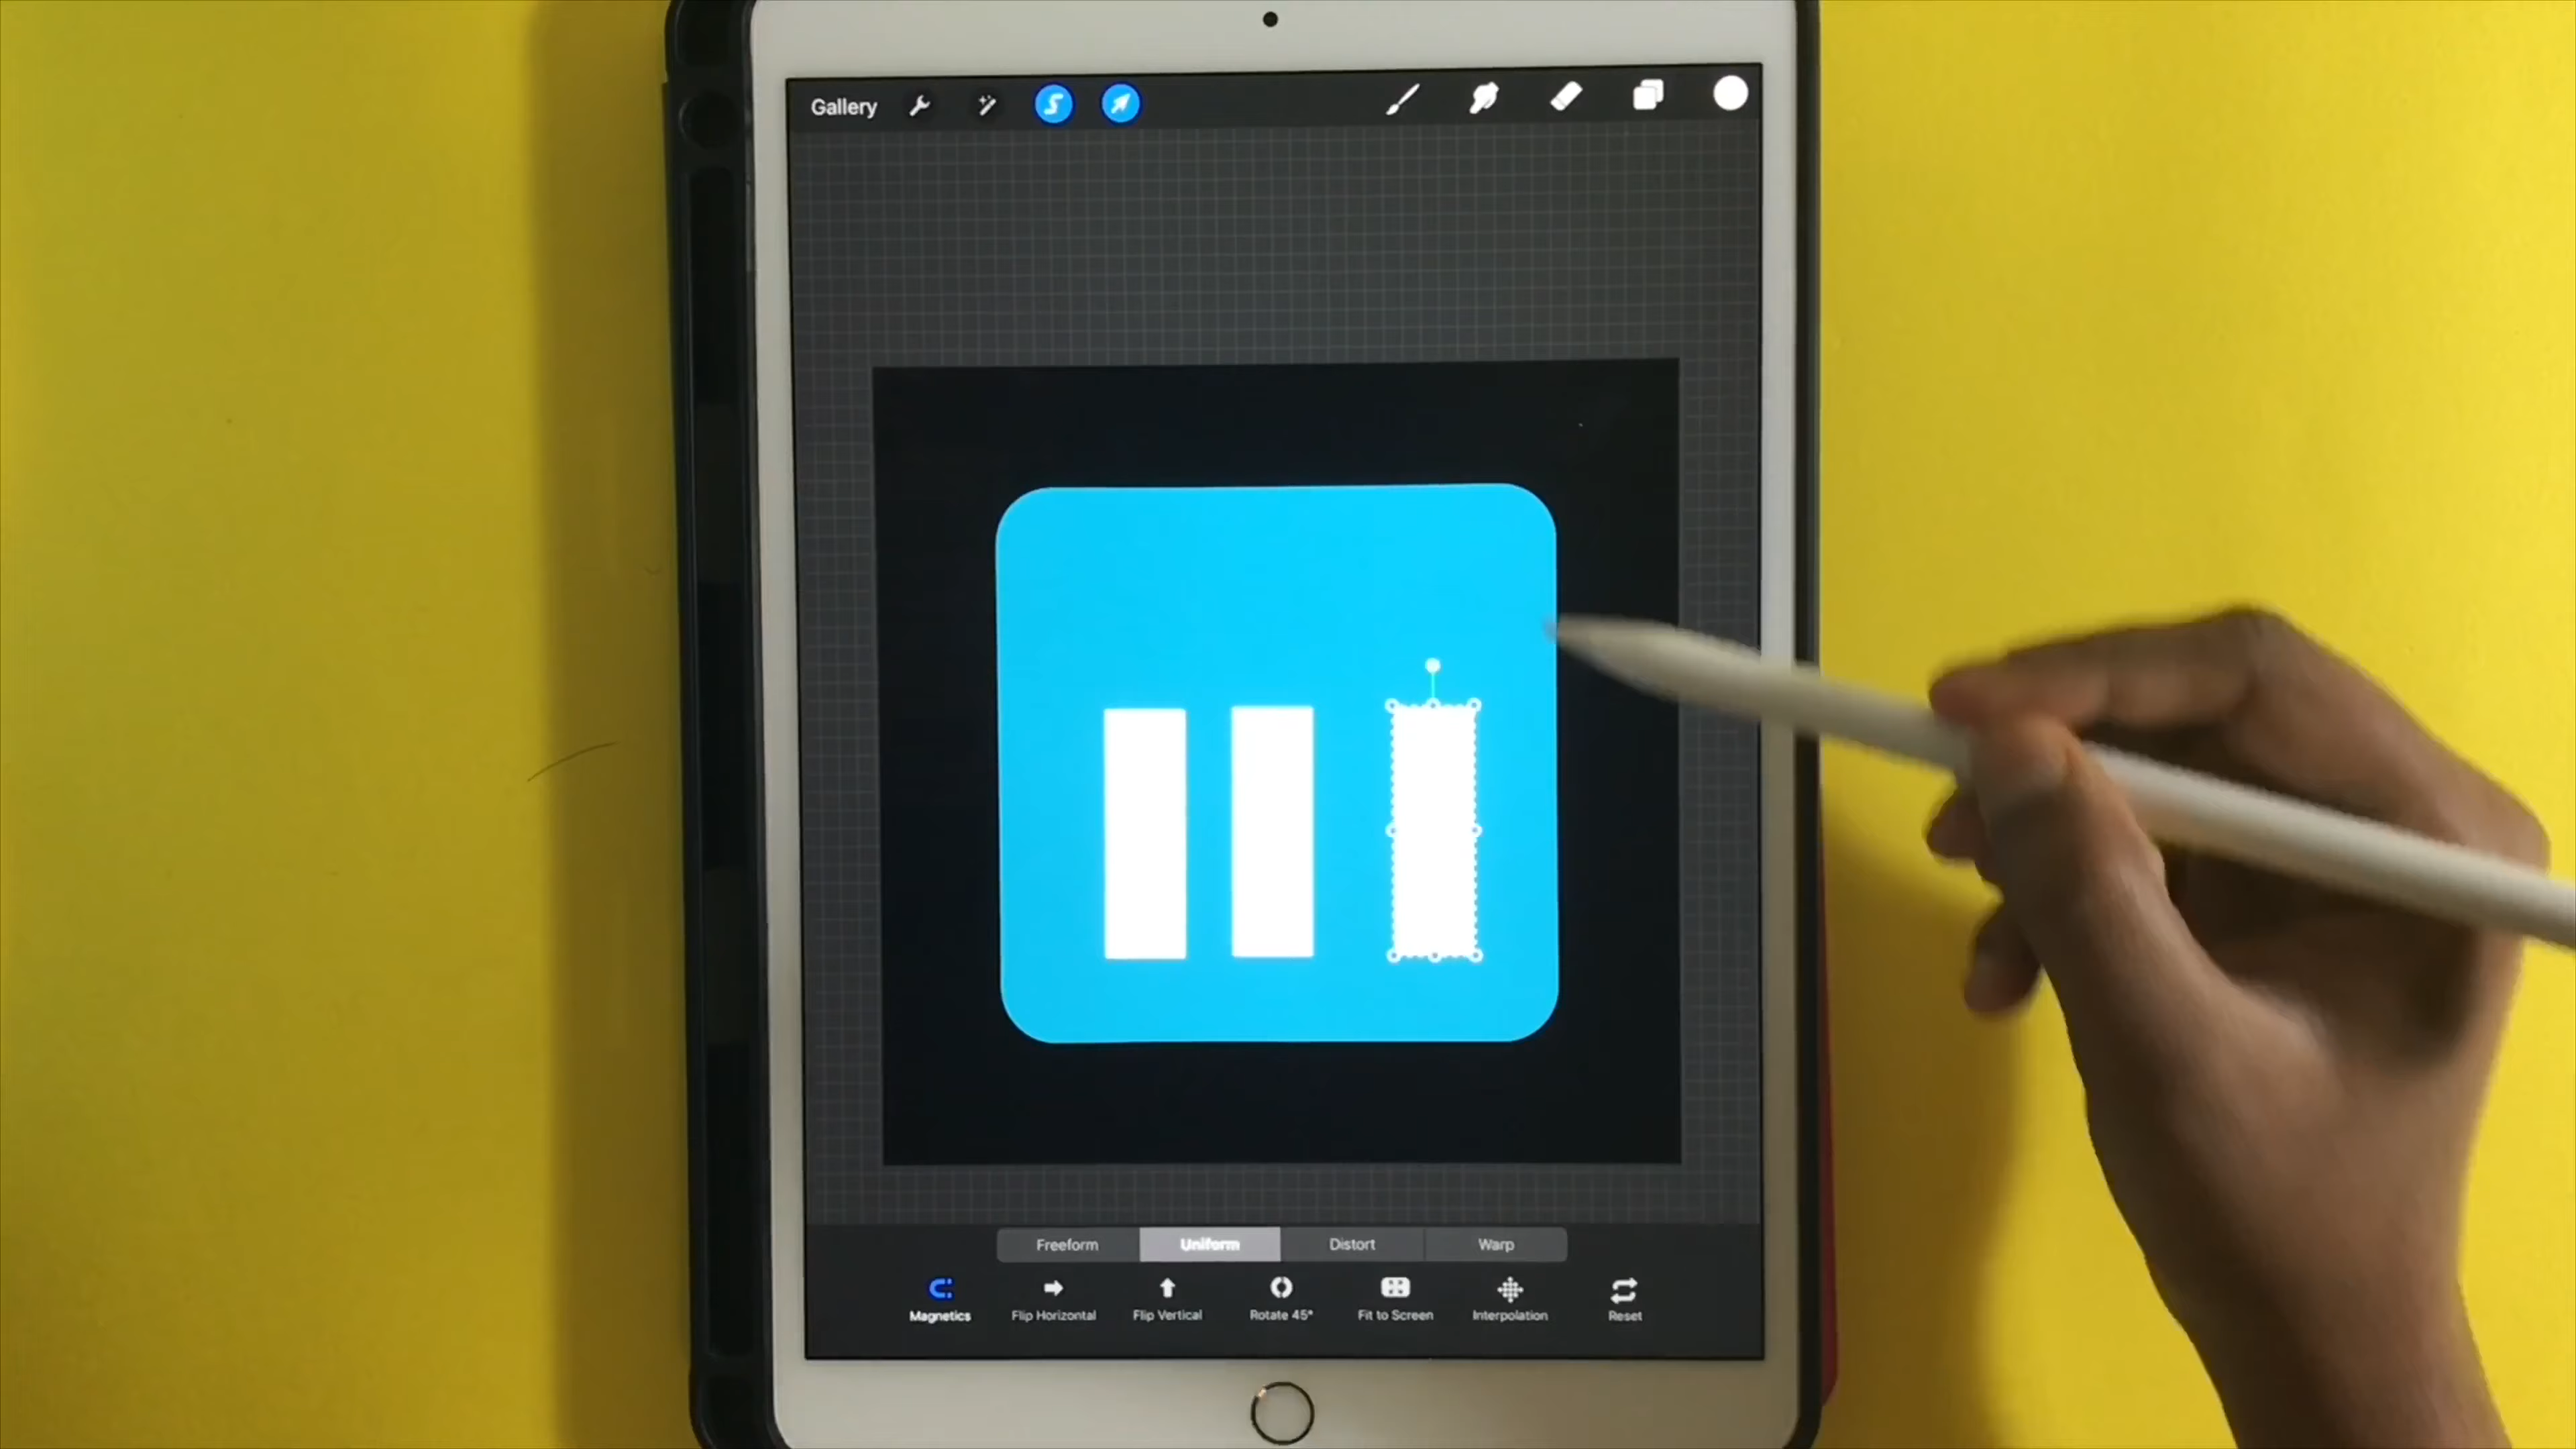 Gallery
Freeform Uniform Distort Warp
Magnetics Flip Horizontal Flip Vertical Rotate 45° Fit to Screen Interpolation Reset